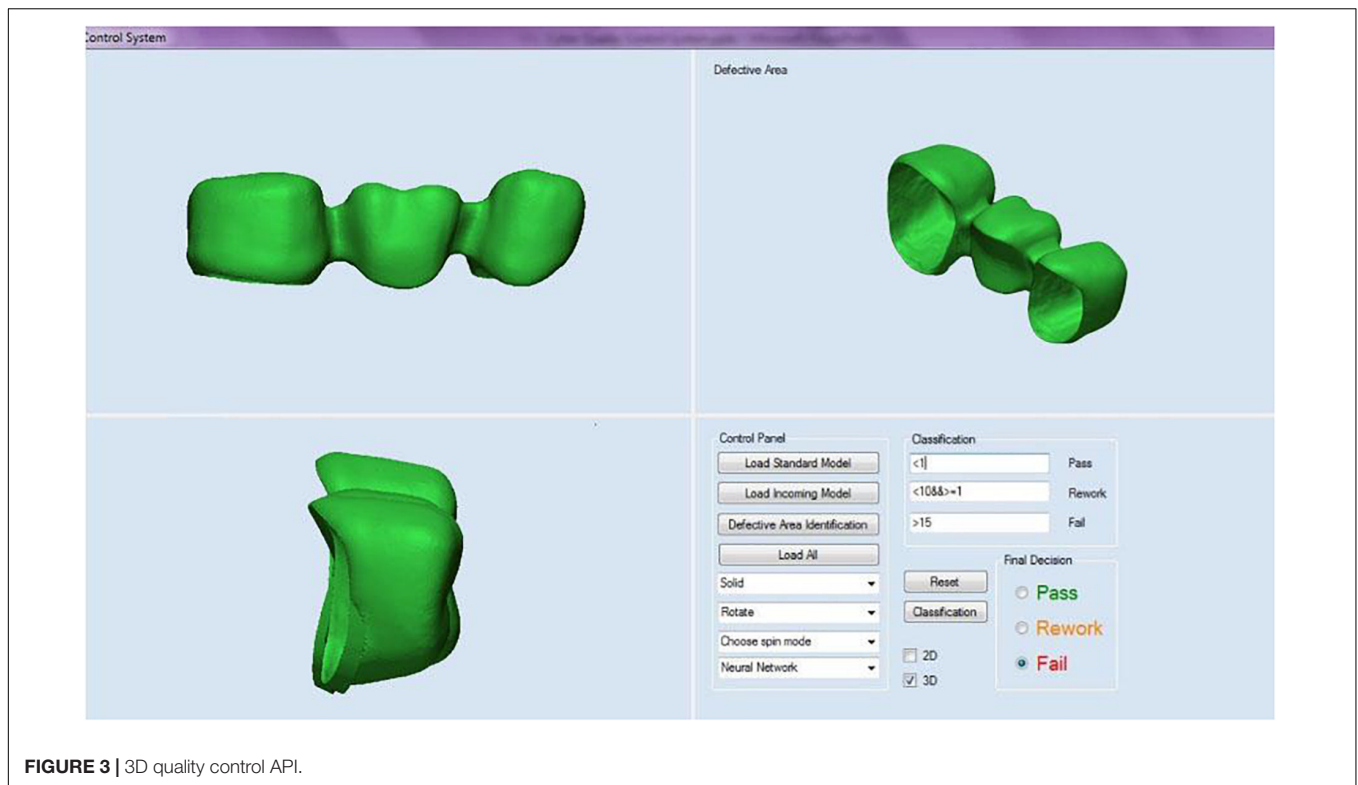 Control System
Defective Area
Control Panel
Load Standard Model
Load Incoming Model
Defective Area Identification
Load All
Solid
Rotate
Choose spin mode
Neural Network
Classification
<1 Pass
<10&&>=1 Rework
>15 Fail
Reset
Classification
2D
3D
Final Decision
Pass
Rework
Fail
FIGURE 3 | 3D quality control API.